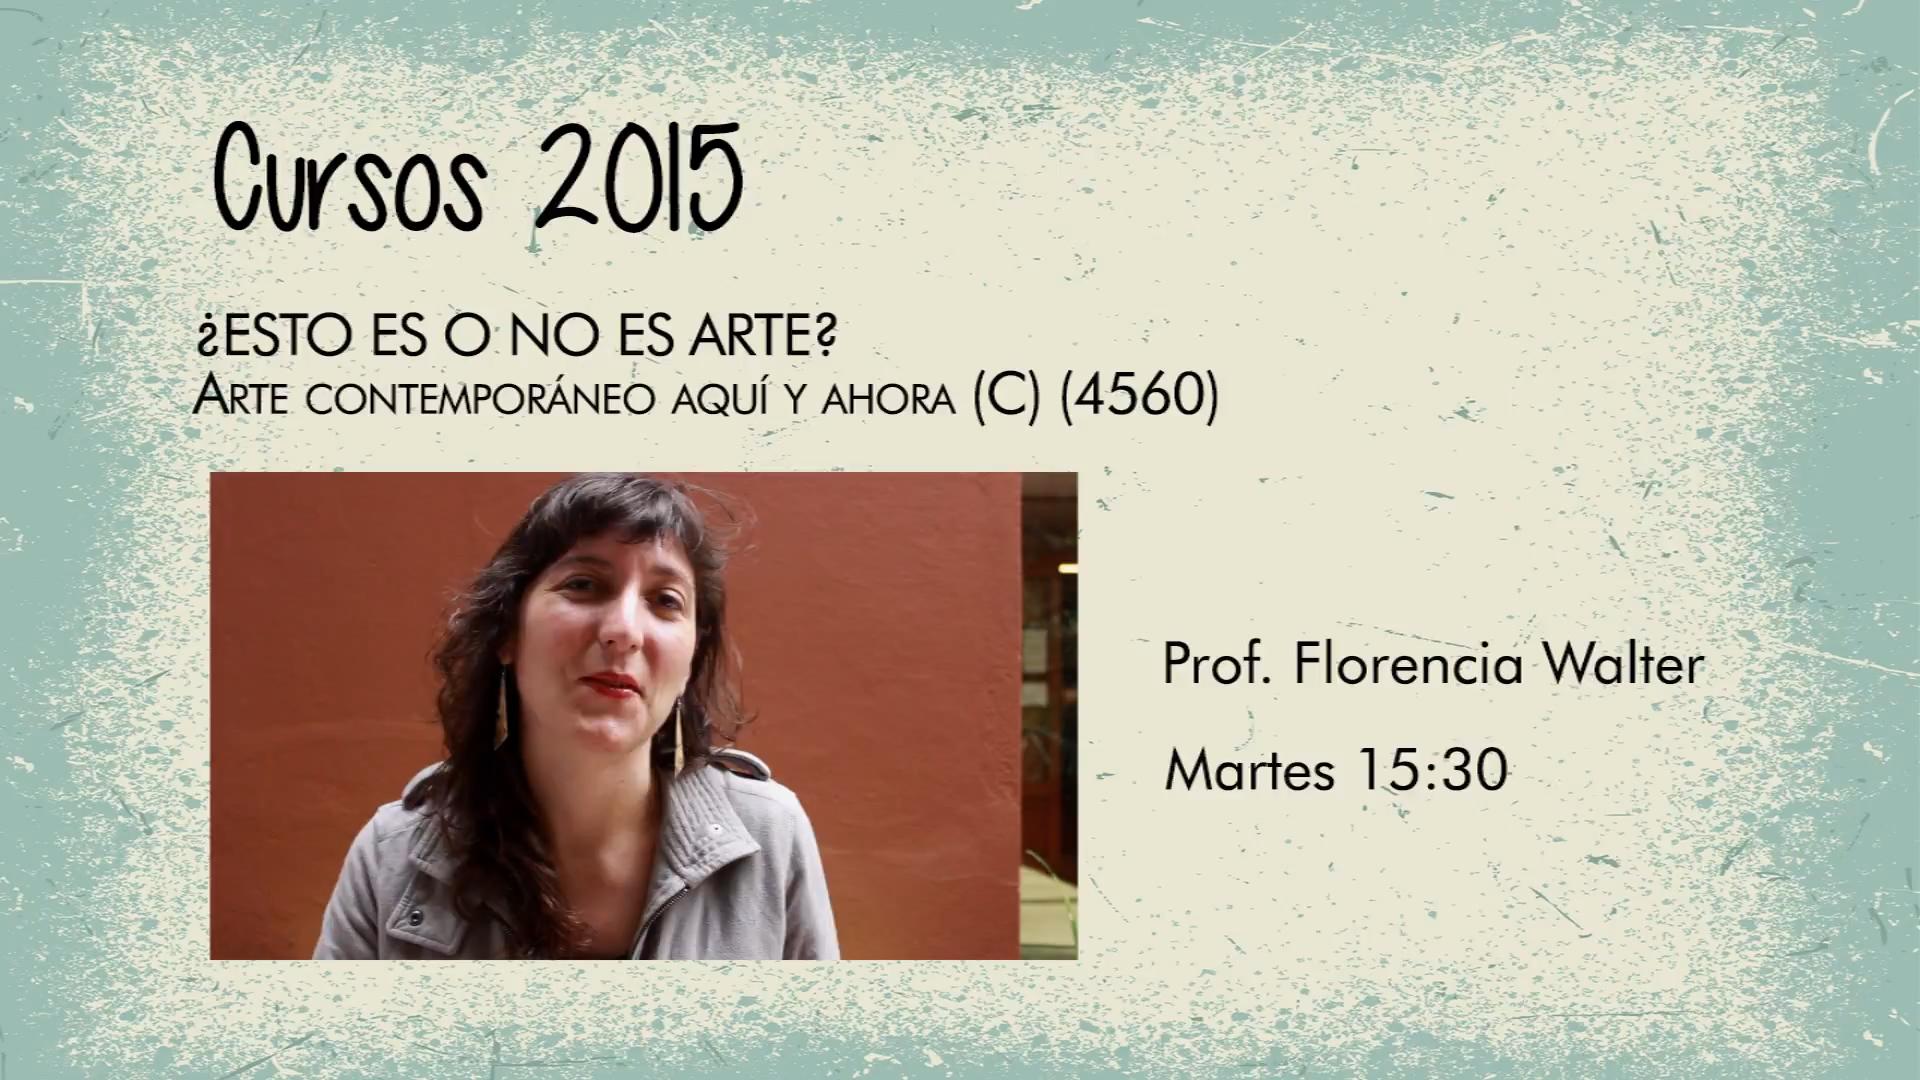 Cursos 2015
¿ESTO ES O NO ES ARTE?
Arte contemporáneo aquí y ahora (C) (4560)
Prof. Florencia Walter
Martes 15:30